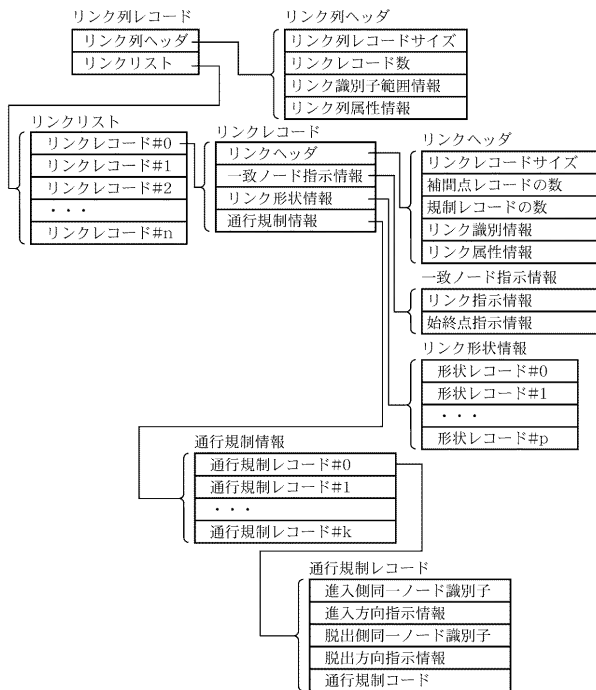 リンク列レコード
リンク列ヘッダ
リンクリスト
リンク列ヘッダ
リンク列レコードサイズ
リンクレコード数
リンク識別子範囲情報
リンク列属性情報
リンクリスト
リンクレコード#0
リンクレコード#1
リンクレコード#2
・・・
リンクレコード#n
リンクレコード
リンクヘッダ
一致ノード指示情報
リンク形状情報
通行規制情報
リンクヘッダ
リンクレコードサイズ
補間点レコードの数
規制レコードの数
リンク識別情報
リンク属性情報
一致ノード指示情報
リンク指示情報
始終点指示情報
リンク形状情報
形状レコード#0
形状レコード#1
・・・
形状レコード#p
通行規制情報
通行規制レコード#0
通行規制レコード#1
・・・
通行規制レコード#k
通行規制レコード
進入側同一ノード識別子
進入方向指示情報
脱出側同一ノード識別子
脱出方向指示情報
通行規制コード